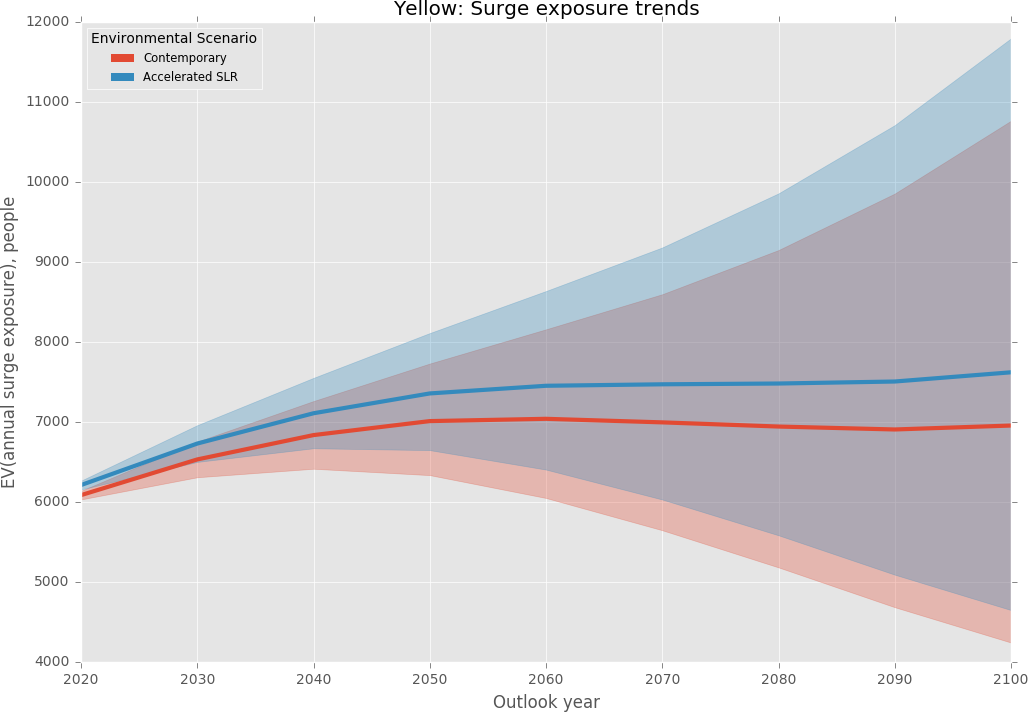 Yellow: Surge exposure trends
Environmental Scenario
Contemporary
Accelerated SLR
EV(annual surge exposure), people
12000
11000
10000
9000
8000
7000
6000
5000
4000
2020 2030 2040 2050 2060 2070 2080 2090 2100
Outlook year